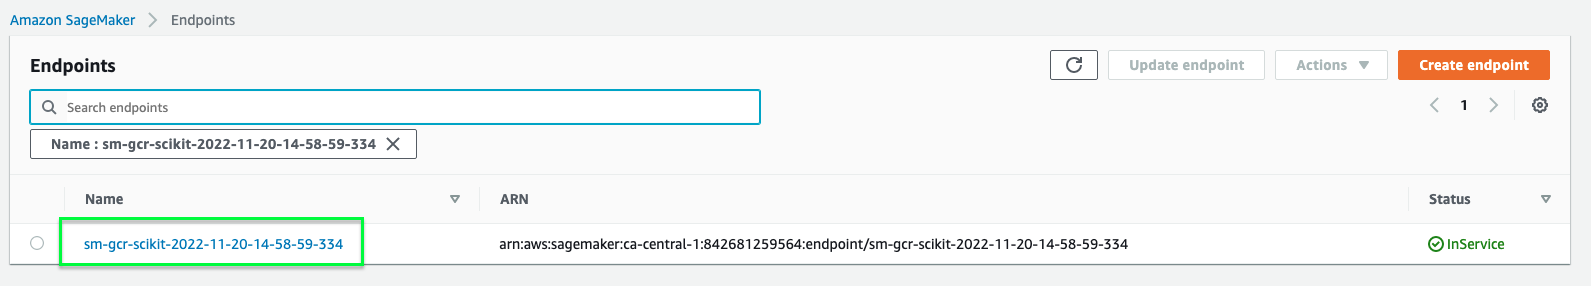 Amazon SageMaker > Endpoints
Endpoints
Update endpoint
Actions
Create endpoint
Search endpoints
1
Name : sm-gcr-scikit-2022-11-20-14-58-59-334
Name ARN Status
sm-gcr-scikit-2022-11-20-14-58-59-334 arn:aws:sagemaker:ca-central-1:842681259564:endpoint/sm-gcr-scikit-2022-11-20-14-58-59-334 InService